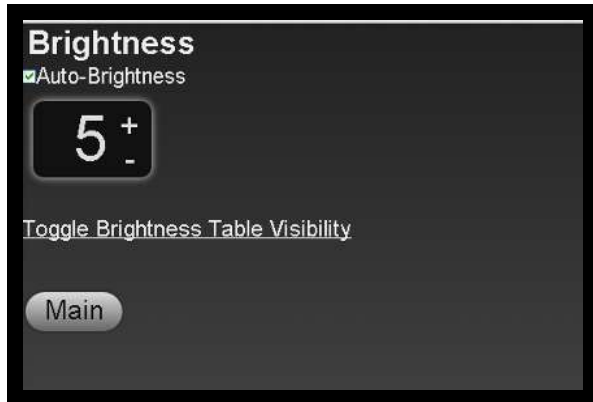 Brightness
Auto-Brightness
5 + -
Toggle Brightness Table Visibility
Main